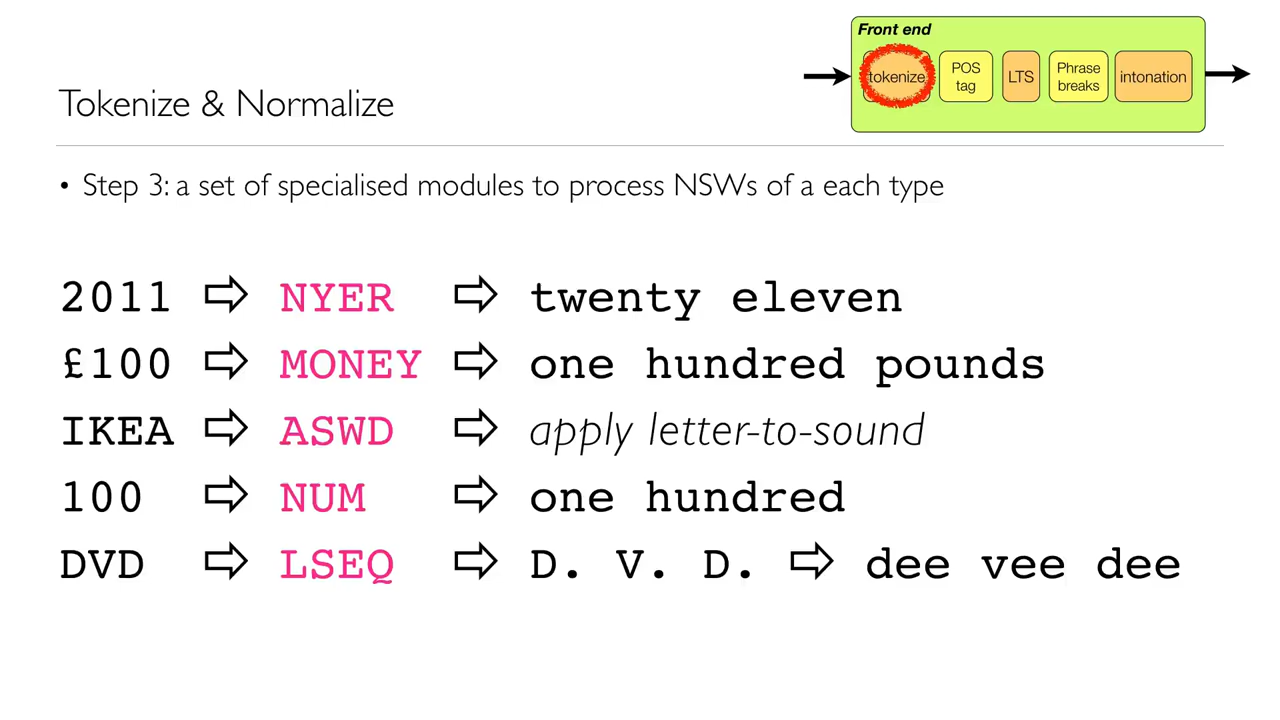 Front end
tokenize POS tag LTS Phrase breaks intonation
Tokenize & Normalize
• Step 3: a set of specialised modules to process NSWs of a each type
2011 ⇨ NYER ⇨ twenty eleven
£100 ⇨ MONEY ⇨ one hundred pounds
IKEA ⇨ ASWD ⇨ apply letter-to-sound
100 ⇨ NUM ⇨ one hundred
DVD ⇨ LSEQ ⇨ D. V. D. ⇨ dee vee dee